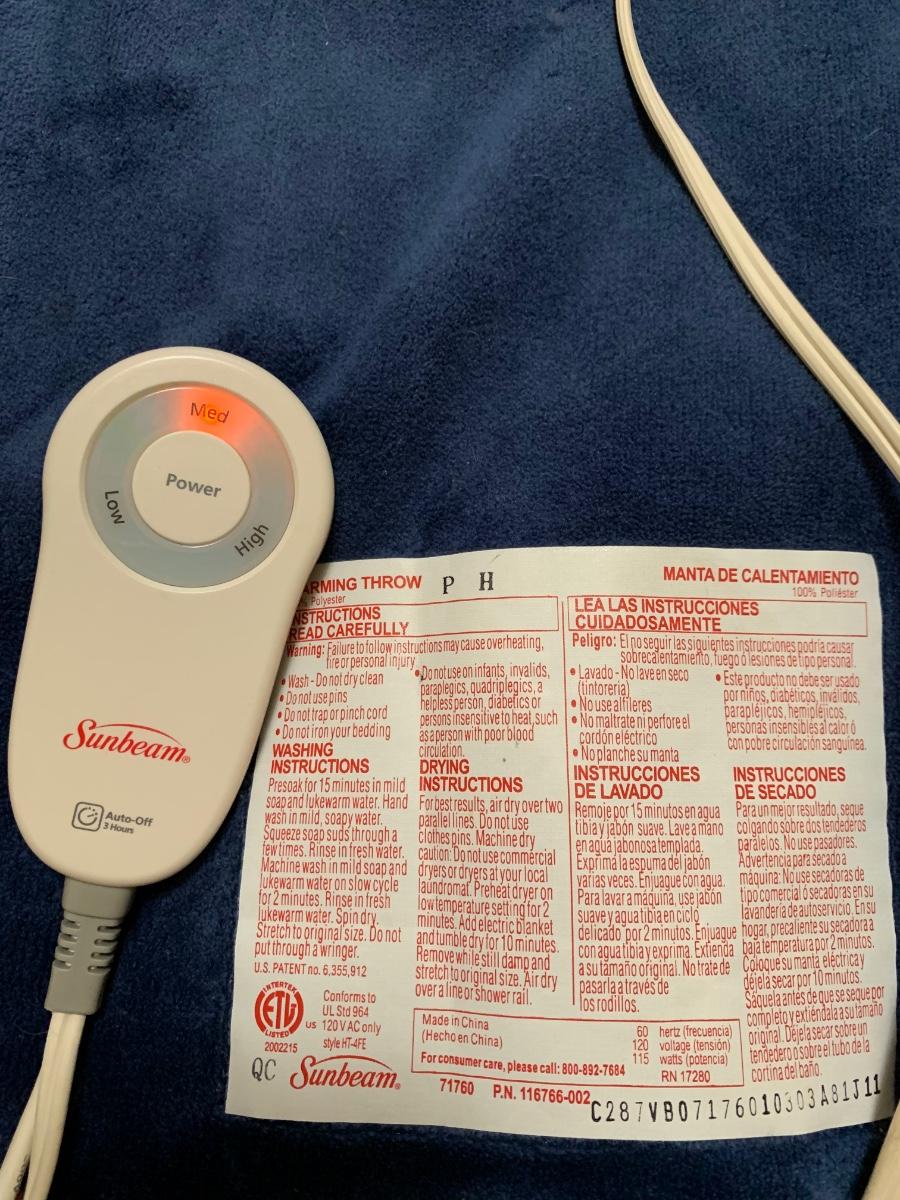 Med
Power
Low
High
Sunbeam®
Auto-Off
3 Hours
ARMING THROW
P H
Polyester
NSTRUCTIONS
READ CAREFULLY
Warning: Failure to follow instructions may cause overheating,
fire or personal injury
• Wash - Do not dry clean
• Do not use pins
• Do not trap or pinch cord
• Do not iron your bedding
• Do not use on infants, invalids,
paraplegics, quadriplegics, a
helpless person, diabetics or
persons insensitive to heat, such
as a person with poor blood
circulation.
WASHING
INSTRUCTIONS
Presoak for 15 minutes in mild
soap and lukewarm water. Hand
wash in mild, soapy water.
Squeeze soap suds through a
few times. Rinse in fresh water.
Machine wash in mild soap and
lukewarm water on slow cycle
for 2 minutes. Rinse in fresh
lukewarm water. Spin dry.
Stretch to original size. Do not
put through a wringer.
DRYING
INSTRUCTIONS
For best results, air dry over two
parallel lines. Do not use
clothes pins. Machine dry
caution: Do not use commercial
dryers or dryers at your local
laundromat. Preheat dryer on
low temperature setting for 2
minutes. Add electric blanket
and tumble dry for 10 minutes.
Remove while still damp and
stretch to original size. Air dry
over a line or shower rail.
MANTA DE CALENTAMIENTO
100% Poliéster
LEA LAS INSTRUCCIONES
CUIDADOSAMENTE
Peligro: El no seguir las siguientes instrucciones podría causar
sobrecalentamiento, fuego ó lesiones de tipo personal.
• Lavado - No lave en seco
(tintorería)
• No use alfileres
• No maltrate ni perfore el
cordón eléctrico
• No planche su manta
• Este producto no debe ser usado
por niños, diabéticos, inválidos,
parapléjicos, hemipléjicos,
personas insensibles al calor ó
con pobre circulación sanguínea.
INSTRUCCIONES
DE LAVADO
Remoje por 15 minutos en agua
tibia y jabón suave. Lave a mano
en agua jabonosa templada.
Exprima la espuma del jabón
varias veces. Enjuague con agua.
Para lavar a máquina, use jabón
suave y agua tibia en ciclo
delicado por 2 minutos. Enjuague
con agua tibia y exprima. Extienda
a su tamaño original. No trate de
pasarla a través de
los rodillos.
INSTRUCCIONES
DE SECADO
Para un mejor resultado, seque
colgando sobre dos tendederos
paralelos. No use pasadores.
Advertencia para secado a
máquina: No use secadoras de
tipo comercial ó secadoras en su
lavandería de autoservicio. En su
hogar, precaliente su secadora a
baja temperatura por 2 minutos.
Coloque su manta eléctrica y
déjela secar por 10 minutos.
Sáquela antes de que se seque por
completo y extiéndala a su tamaño
original. Déjela secar sobre un
tendedero o sobre el tubo de la
cortina del baño.
U.S. PATENT no. 6,355,912
INTERTEK
ETL
LISTED
us
2002215
Conforms to
UL Std 964
120 V AC only
style HT-4FE
QC
Sunbeam®
Made in China
(Hecho en China)
60 hertz (frecuencia)
120 voltage (tensión)
115 watts (potencia)
For consumer care, please call: 800-892-7684
RN 17280
71760 P.N. 116766-002
C287VB071760103 03A81J11